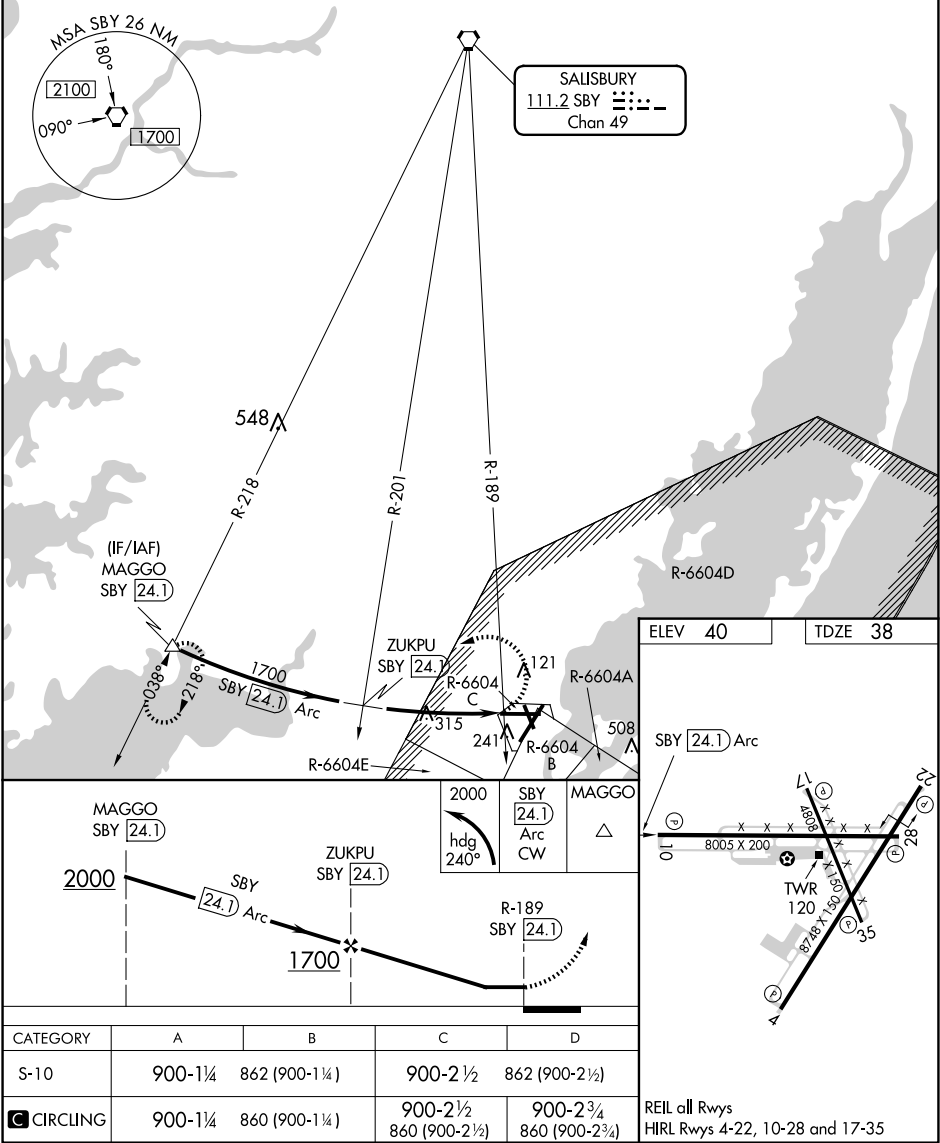 MSA SBY 26 NM
180°
2100
090°
1700
SALISBURY
111.2 SBY
Chan 49
548
R-218
R-201
R-189
(IF/IAF)
MAGGO
SBY 24.1
038°
218°
1700
SBY 24.1 Arc
ZUKPU
SBY 24.1
R-6604
C
121
315
241
R-6604
B
R-6604A
508
R-6604D
R-6604E
ELEV 40
TDZE 38
SBY 24.1 Arc
17
22
4808
X 150
P
10
8005 X 200
28
TWR
120
8748 X 150
35
4
MAGGO
SBY 24.1
2000
SBY
24.1 Arc
ZUKPU
SBY 24.1
1700
R-189
SBY 24.1
2000
hdg
240°
SBY
24.1
Arc
CW
MAGGO
CATEGORY A B C D
S-10 900-1¼ 862 (900-1¼) 900-2½ 862 (900-2½)
C CIRCLING 900-1¼ 860 (900-1¼) 900-2½ 860 (900-2½) 900-2¾ 860 (900-2¾)
REIL all Rwys
HIRL Rwys 4-22, 10-28 and 17-35